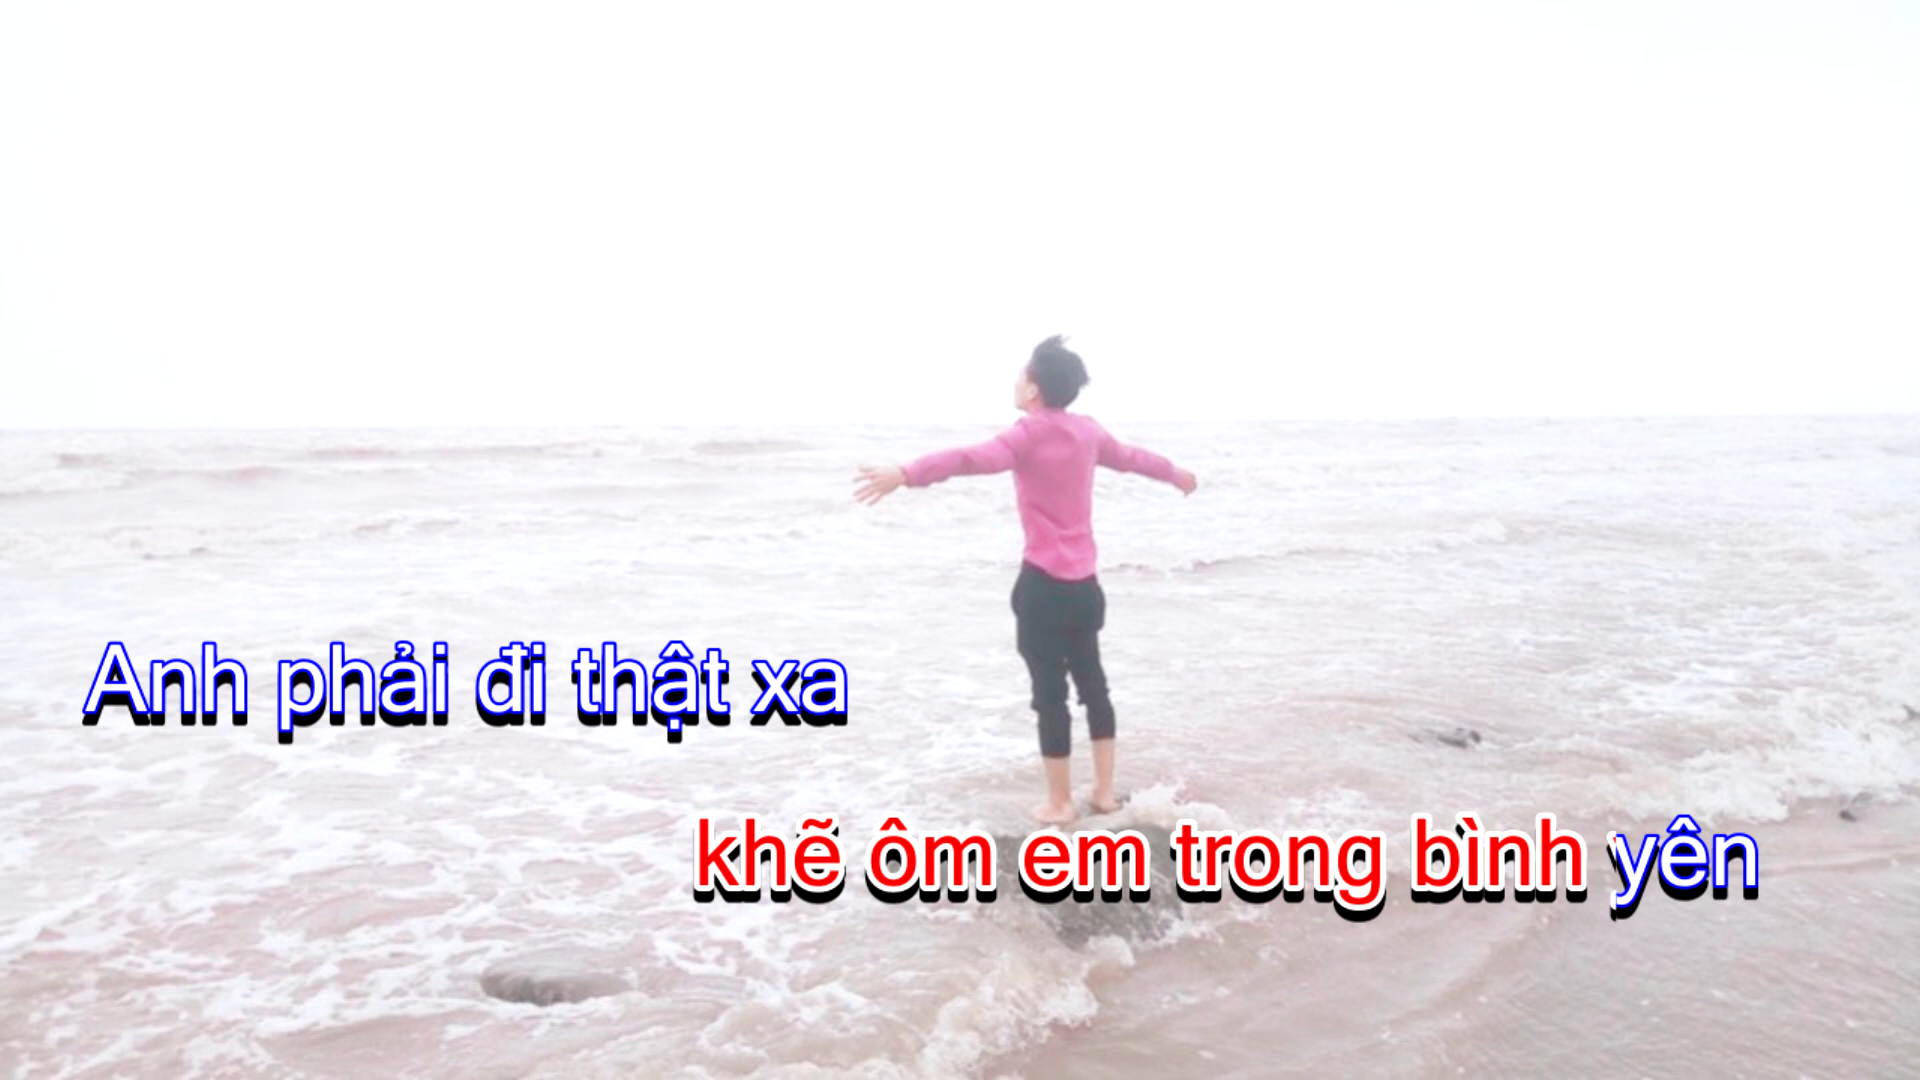 Anh phải đi thật xa
khẽ ôm em trong bình yên